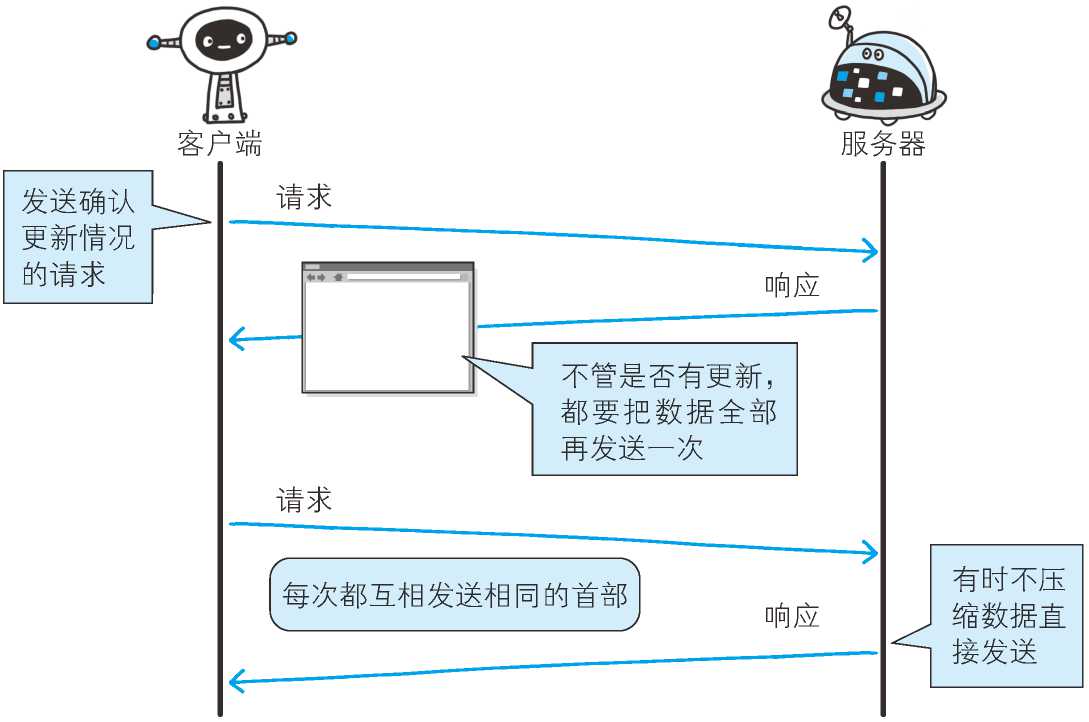 客户端
服务器
发送确认
更新情况
的请求
请求
响应
不管是否有更新，
都要把数据全部
再发送一次
请求
每次都互相发送相同的首部
响应
有时不压
缩数据直
接发送